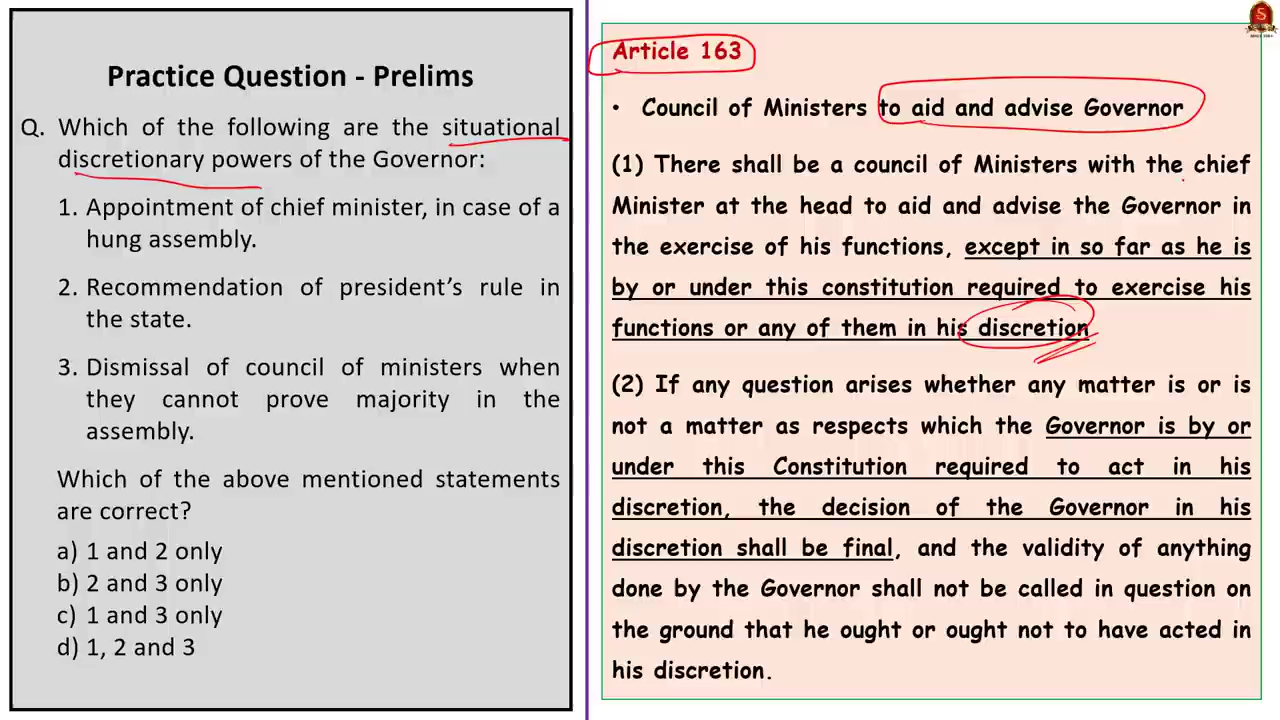 Practice Question - Prelims
Q. Which of the following are the situational
discretionary powers of the Governor:
1. Appointment of chief minister, in case of a
hung assembly.
2. Recommendation of president's rule in
the state.
3. Dismissal of council of ministers when
they cannot prove majority in the
assembly.
Which of the above mentioned statements
are correct?
a) 1 and 2 only
b) 2 and 3 only
c) 1 and 3 only
d) 1, 2 and 3
Article 163
• Council of Ministers to aid and advise Governor
(1) There shall be a council of Ministers with the chief
Minister at the head to aid and advise the Governor in
the exercise of his functions, except in so far as he is
by or under this constitution required to exercise his
functions or any of them in his discretion
(2) If any question arises whether any matter is or is
not a matter as respects which the Governor is by or
under this Constitution required to act in his
discretion, the decision of the Governor in his
discretion shall be final, and the validity of anything
done by the Governor shall not be called in question on
the ground that he ought or ought not to have acted in
his discretion.
S